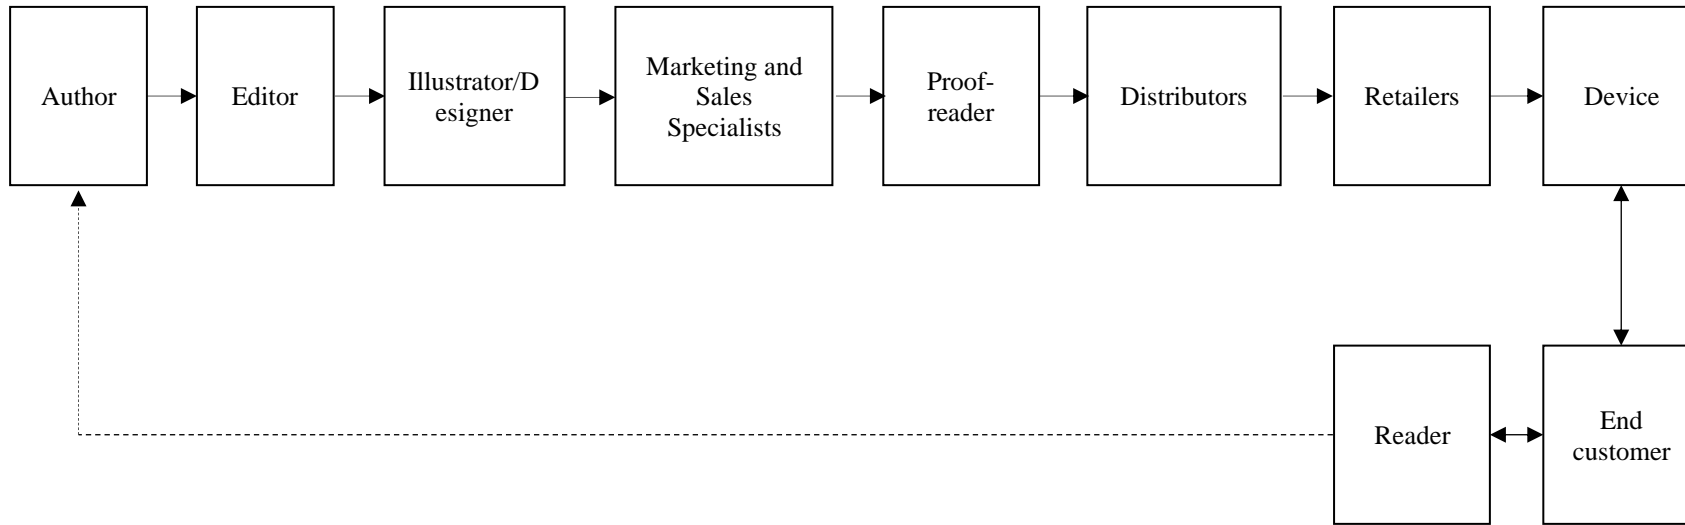 Author
Editor
Illustrator/D
esigner
Marketing and
Sales
Specialists
Proof-
reader
Distributors
Retailers
Device
Reader
End
customer